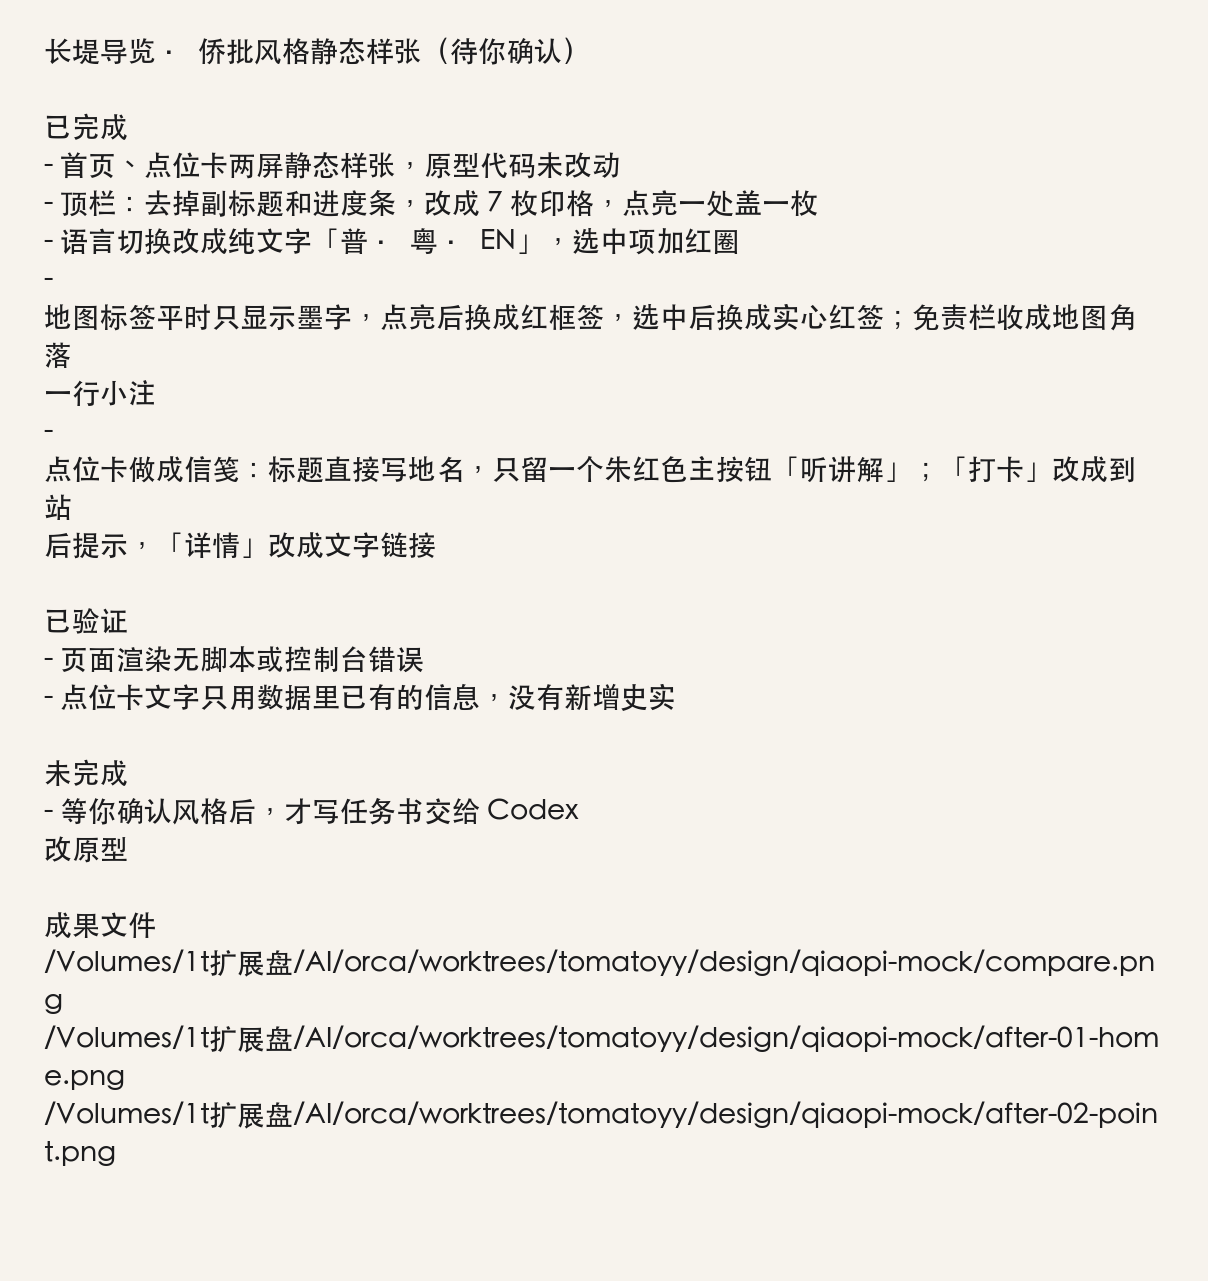 长堤导览· 侨批风格静态样张（待你确认）
已完成
- 首页、点位卡两屏静态样张，原型代码未改动
- 顶栏：去掉副标题和进度条，改成 7 枚印格，点亮一处盖一枚
- 语言切换改成纯文字「普· 粤· EN」，选中项加红圈
-
地图标签平时只显示墨字，点亮后换成红框签，选中后换成实心红签；免责栏收成地图角
落
一行小注
-
点位卡做成信笺：标题直接写地名，只留一个朱红色主按钮「听讲解」；「打卡」改成到
站
后提示，「详情」改成文字链接
已验证
- 页面渲染无脚本或控制台错误
- 点位卡文字只用数据里已有的信息，没有新增史实
未完成
- 等你确认风格后，才写任务书交给 Codex
改原型
成果文件
/Volumes/1t扩展盘/AI/orca/worktrees/tomatoyy/design/qiaopi-mock/compare.pn
g
/Volumes/1t扩展盘/AI/orca/worktrees/tomatoyy/design/qiaopi-mock/after-01-hom
e.png
/Volumes/1t扩展盘/AI/orca/worktrees/tomatoyy/design/qiaopi-mock/after-02-poin
t.png